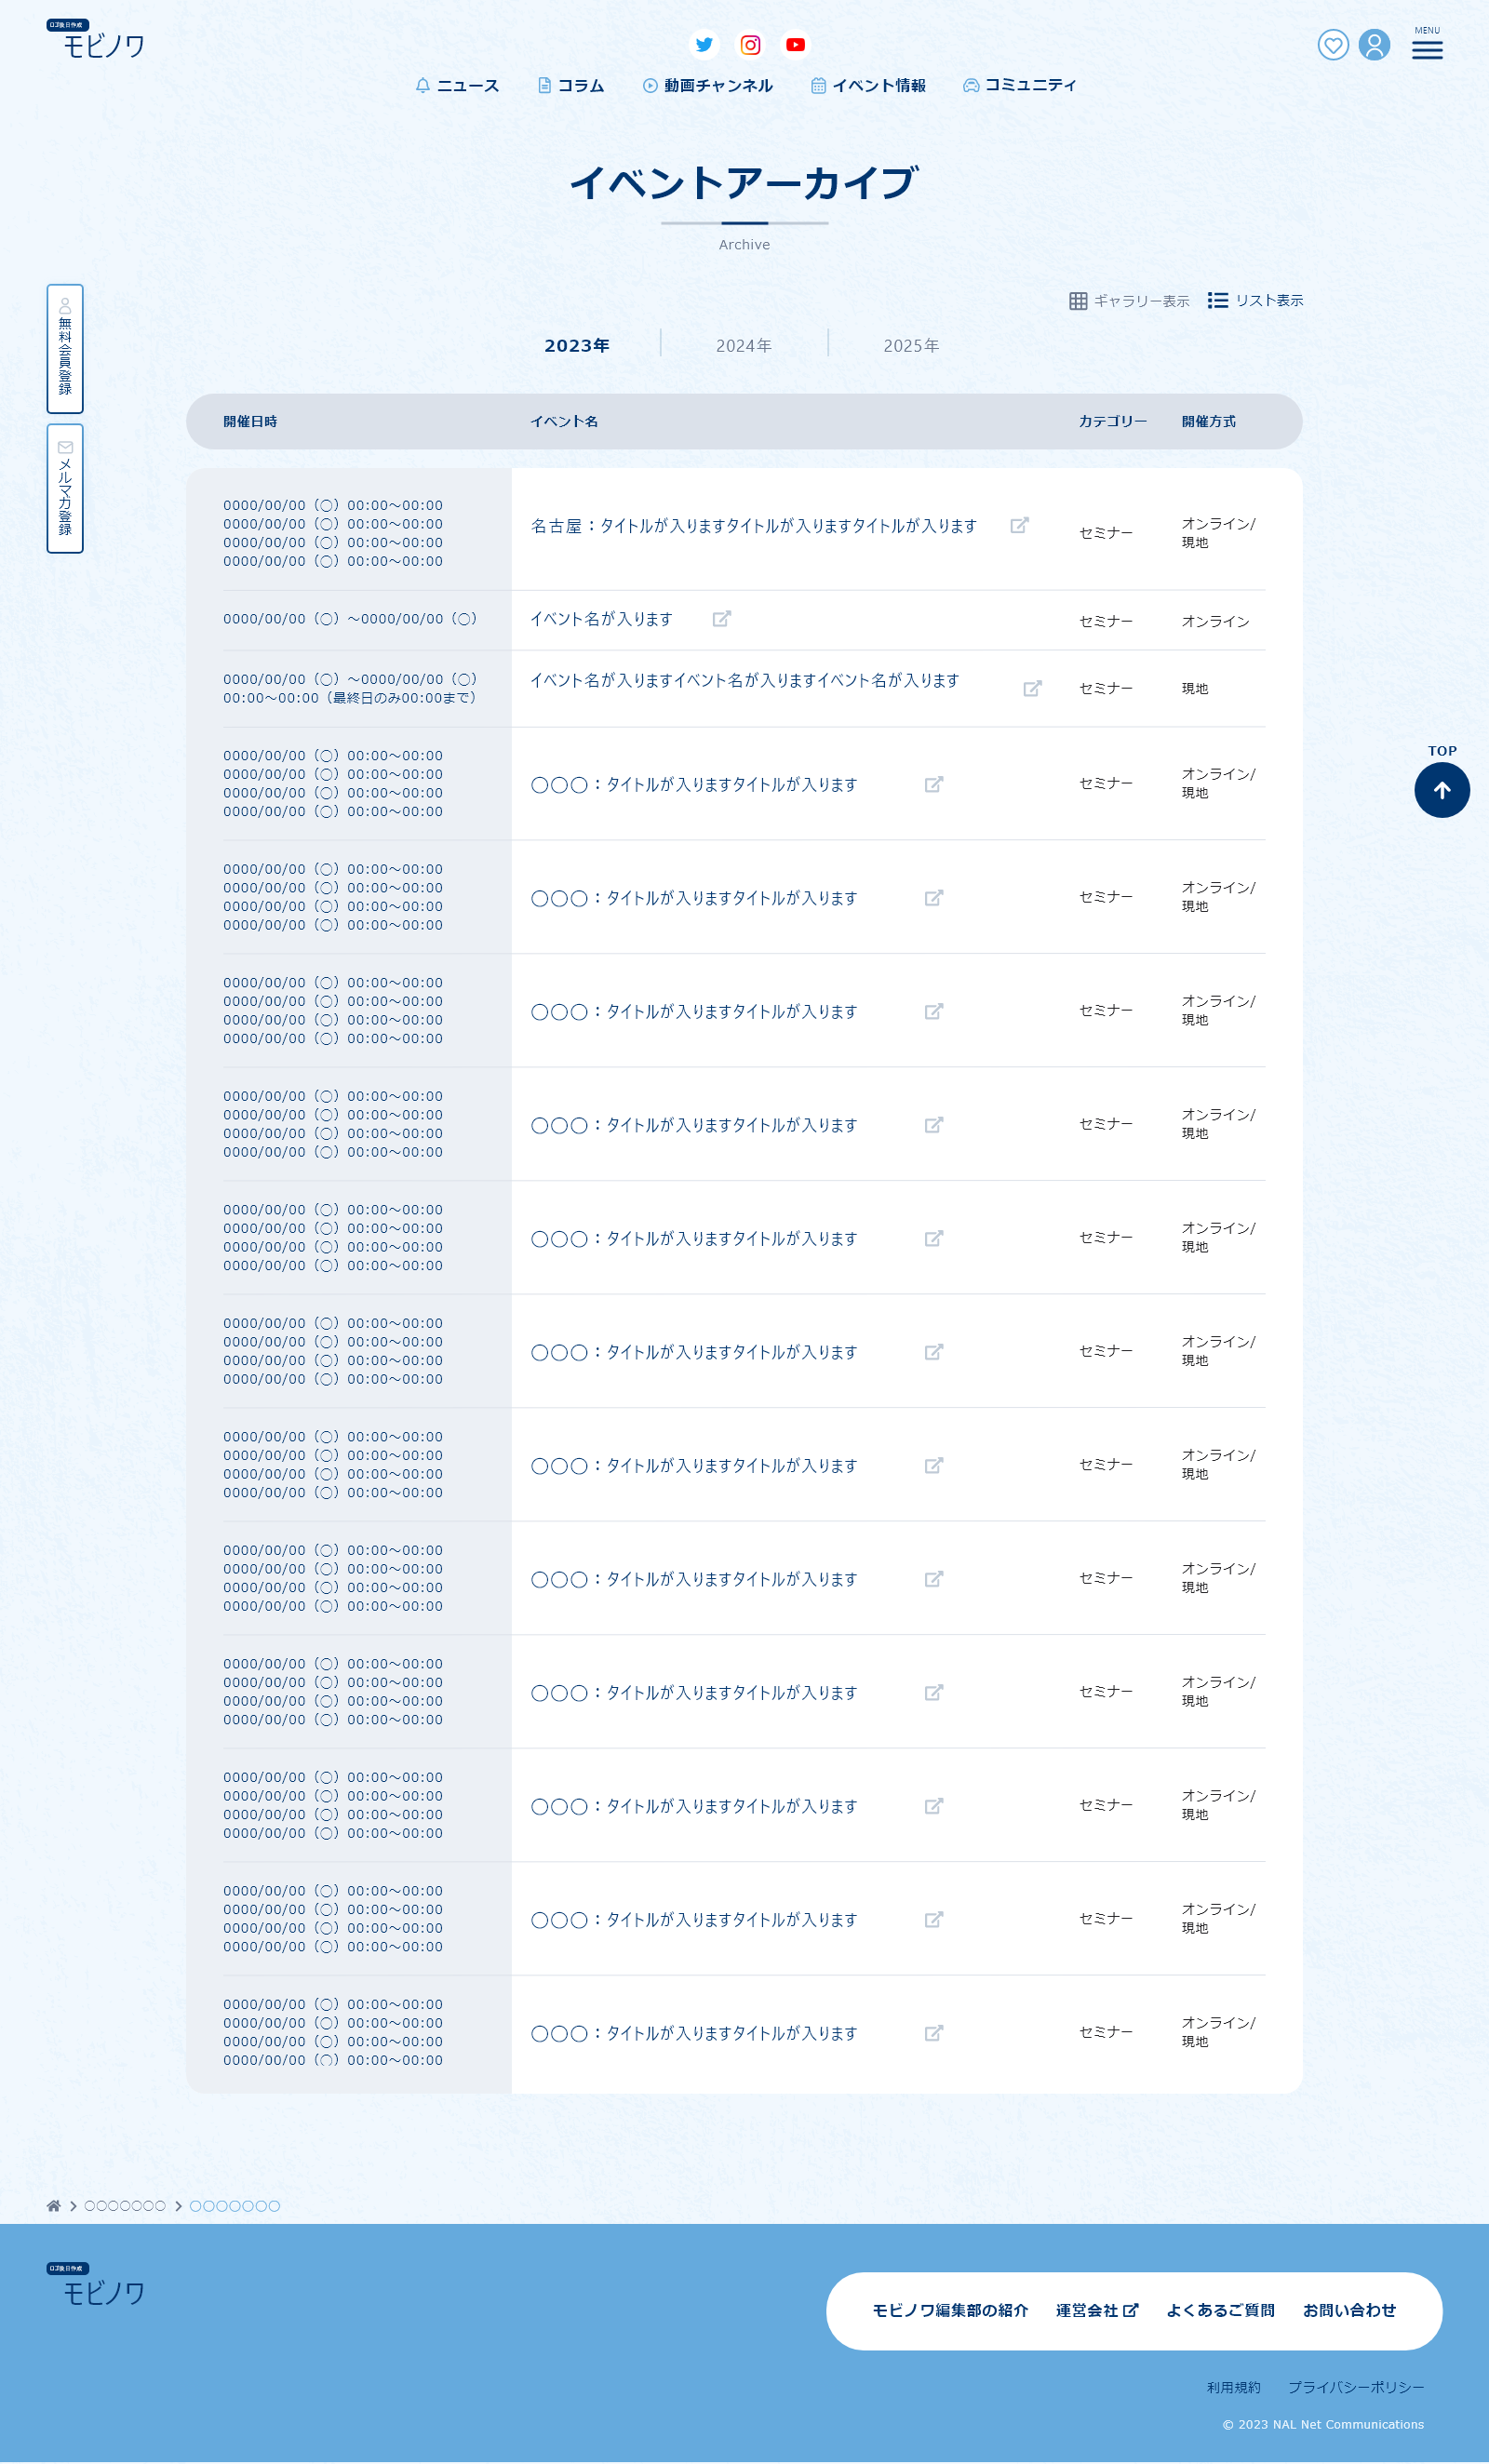 ロゴ後日作成
モビノワ
MENU
ニュース コラム 動画チャンネル イベント情報 コミュニティ
イベントアーカイブ
Archive
無料会員登録
メルマガ登録
ギャラリー表示 リスト表示
2023年 2024年 2025年
開催日時 イベント名 カテゴリー 開催方式
0000/00/00（〇）00:00〜00:00
0000/00/00（〇）00:00〜00:00
0000/00/00（〇）00:00〜00:00
0000/00/00（〇）00:00〜00:00
名古屋：タイトルが入りますタイトルが入りますタイトルが入ります
セミナー
オンライン/
現地
0000/00/00（〇）〜0000/00/00（〇）
イベント名が入ります
セミナー
オンライン
0000/00/00（〇）〜0000/00/00（〇）
00:00〜00:00（最終日のみ00:00まで）
イベント名が入りますイベント名が入りますイベント名が入ります
セミナー
現地
0000/00/00（〇）00:00〜00:00
0000/00/00（〇）00:00〜00:00
0000/00/00（〇）00:00〜00:00
0000/00/00（〇）00:00〜00:00
〇〇〇：タイトルが入りますタイトルが入ります
セミナー
オンライン/
現地
TOP
0000/00/00（〇）00:00〜00:00
0000/00/00（〇）00:00〜00:00
0000/00/00（〇）00:00〜00:00
0000/00/00（〇）00:00〜00:00
〇〇〇：タイトルが入りますタイトルが入ります
セミナー
オンライン/
現地
0000/00/00（〇）00:00〜00:00
0000/00/00（〇）00:00〜00:00
0000/00/00（〇）00:00〜00:00
0000/00/00（〇）00:00〜00:00
〇〇〇：タイトルが入りますタイトルが入ります
セミナー
オンライン/
現地
0000/00/00（〇）00:00〜00:00
0000/00/00（〇）00:00〜00:00
0000/00/00（〇）00:00〜00:00
0000/00/00（〇）00:00〜00:00
〇〇〇：タイトルが入りますタイトルが入ります
セミナー
オンライン/
現地
0000/00/00（〇）00:00〜00:00
0000/00/00（〇）00:00〜00:00
0000/00/00（〇）00:00〜00:00
0000/00/00（〇）00:00〜00:00
〇〇〇：タイトルが入りますタイトルが入ります
セミナー
オンライン/
現地
0000/00/00（〇）00:00〜00:00
0000/00/00（〇）00:00〜00:00
0000/00/00（〇）00:00〜00:00
0000/00/00（〇）00:00〜00:00
〇〇〇：タイトルが入りますタイトルが入ります
セミナー
オンライン/
現地
0000/00/00（〇）00:00〜00:00
0000/00/00（〇）00:00〜00:00
0000/00/00（〇）00:00〜00:00
0000/00/00（〇）00:00〜00:00
〇〇〇：タイトルが入りますタイトルが入ります
セミナー
オンライン/
現地
0000/00/00（〇）00:00〜00:00
0000/00/00（〇）00:00〜00:00
0000/00/00（〇）00:00〜00:00
0000/00/00（〇）00:00〜00:00
〇〇〇：タイトルが入りますタイトルが入ります
セミナー
オンライン/
現地
0000/00/00（〇）00:00〜00:00
0000/00/00（〇）00:00〜00:00
0000/00/00（〇）00:00〜00:00
0000/00/00（〇）00:00〜00:00
〇〇〇：タイトルが入りますタイトルが入ります
セミナー
オンライン/
現地
0000/00/00（〇）00:00〜00:00
0000/00/00（〇）00:00〜00:00
0000/00/00（〇）00:00〜00:00
0000/00/00（〇）00:00〜00:00
〇〇〇：タイトルが入りますタイトルが入ります
セミナー
オンライン/
現地
0000/00/00（〇）00:00〜00:00
0000/00/00（〇）00:00〜00:00
0000/00/00（〇）00:00〜00:00
0000/00/00（〇）00:00〜00:00
〇〇〇：タイトルが入りますタイトルが入ります
セミナー
オンライン/
現地
0000/00/00（〇）00:00〜00:00
0000/00/00（〇）00:00〜00:00
0000/00/00（〇）00:00〜00:00
0000/00/00（〇）00:00〜00:00
〇〇〇：タイトルが入りますタイトルが入ります
セミナー
オンライン/
現地
〇〇〇〇〇〇〇 〇〇〇〇〇〇〇
ロゴ後日作成
モビノワ
モビノワ編集部の紹介 運営会社 よくあるご質問 お問い合わせ
利用規約 プライバシーポリシー
© 2023 NAL Net Communications